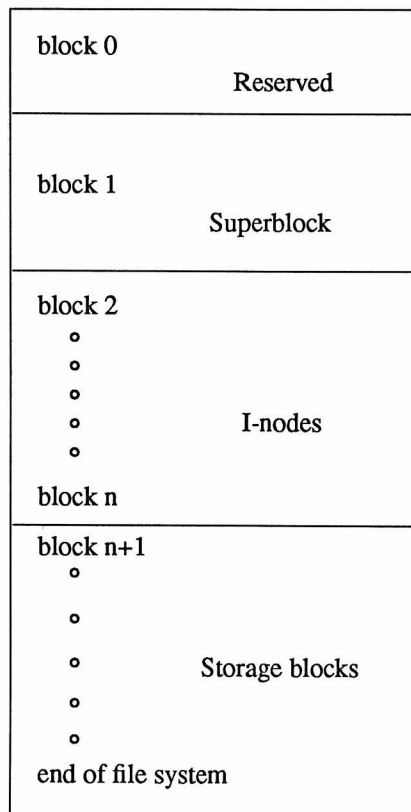 block 0
Reserved
block 1
Superblock
block 2
I-nodes
block n
block n+1
Storage blocks
end of file system